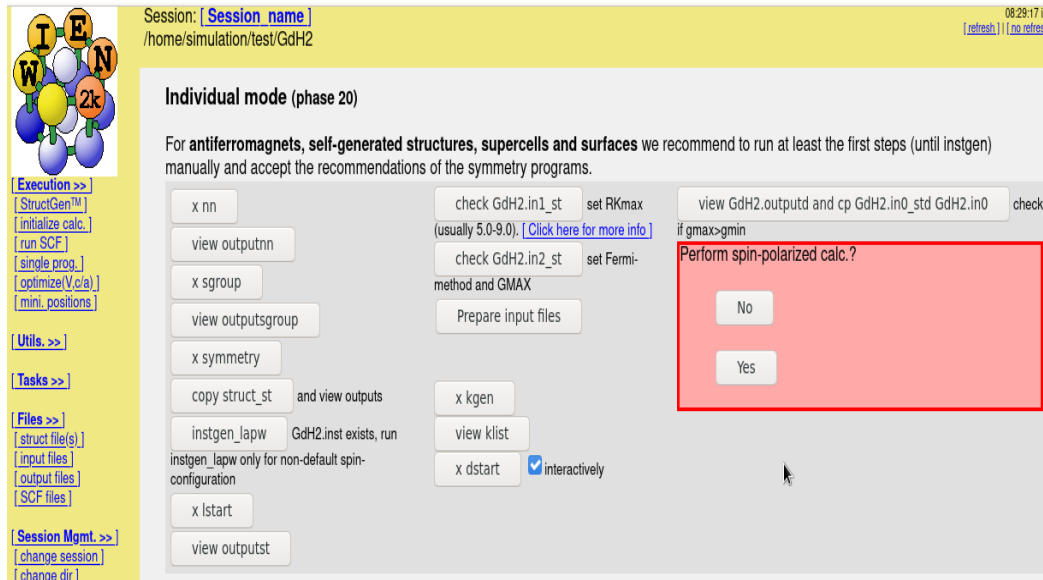 W I E N 2k
Session: [ Session_name ]
/home/simulation/test/GdH2
08:29:17
[ refresh ] | [ no
Individual mode (phase 20)
For antiferromagnets, self-generated structures, supercells and surfaces we recommend to run at least the first steps (until instgen)
manually and accept the recommendations of the symmetry programs.
[ Execution >> ]
[ StructGen™ ]
[ initialize calc. ]
[ run SCF ]
[ single prog. ]
[ optimize(V,c/a) ]
[ mini. positions ]
[ Utils. >> ]
[ Tasks >> ]
[ Files >> ]
[ struct file(s) ]
[ input files ]
[ output files ]
[ SCF files ]
[ Session Mgmt. >> ]
[ change session ]
[ change dir ]
x nn
view outputnn
x sgroup
view outputsgroup
x symmetry
copy struct_st and view outputs
instgen_lapw GdH2.inst exists, run
instgen_lapw only for non-default spin-
configuration
x lstart
view outputst
check GdH2.in1_st set RKmax
(usually 5.0-9.0). [ Click here for more info ]
check GdH2.in2_st set Fermi-
method and GMAX
Prepare input files
x kgen
view klist
x dstart interactively
view GdH2.outputd and cp GdH2.in0_std GdH2.in0 check
if gmax>gmin
Perform spin-polarized calc.?
No
Yes